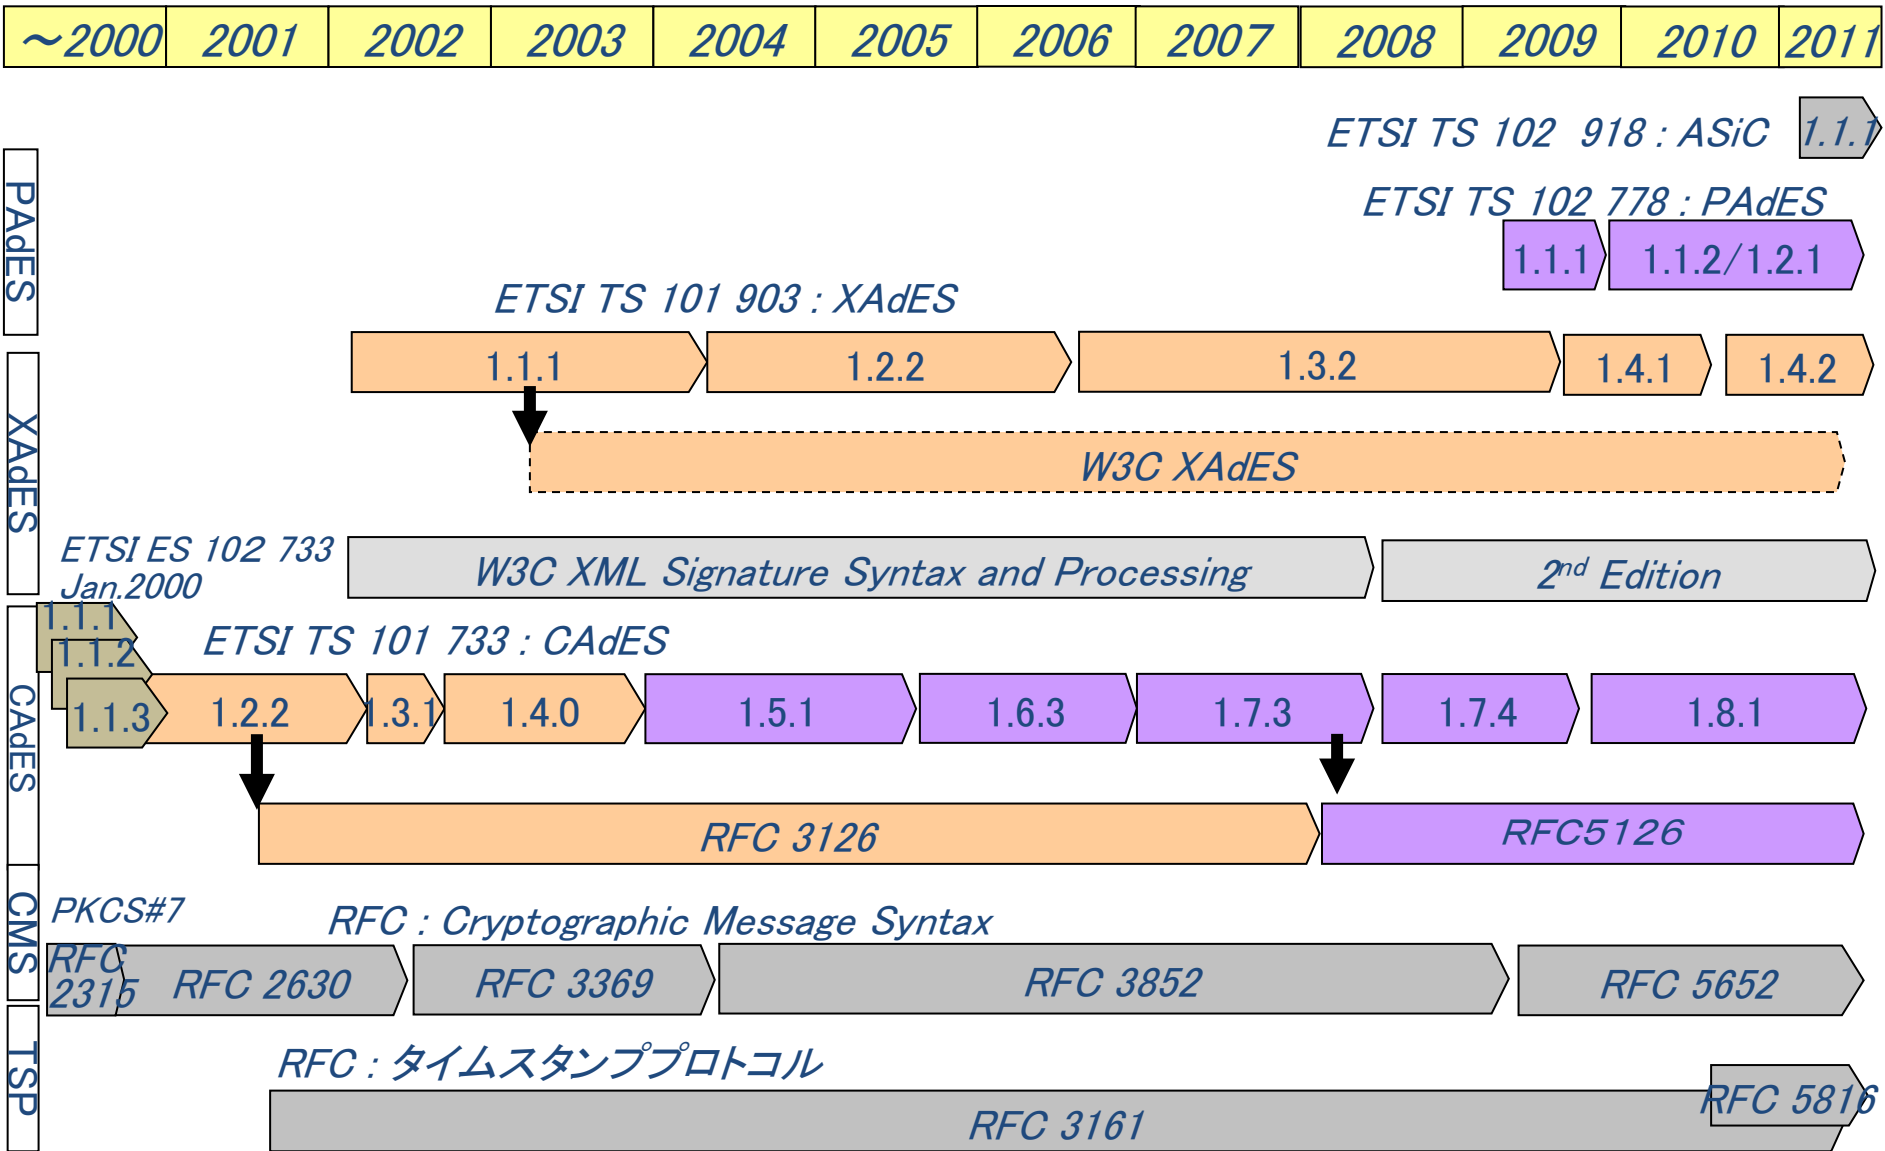 ～2000 2001 2002 2003 2004 2005 2006 2007 2008 2009 2010 2011
ETSI TS 102 918 : ASiC
1.1.1
PAdES
ETSI TS 102 778 : PAdES
1.1.1
1.1.2/1.2.1
XAdES
ETSI TS 101 903 : XAdES
1.1.1
1.2.2
1.3.2
1.4.1
1.4.2
W3C XAdES
W3C XML Signature Syntax and Processing
2nd Edition
CAdES
ETSI ES 102 733
Jan.2000
1.1.1
1.1.2
1.1.3
ETSI TS 101 733 : CAdES
1.2.2
1.3.1
1.4.0
1.5.1
1.6.3
1.7.3
1.7.4
1.8.1
RFC 3126
RFC5126
CMS
PKCS#7
RFC : Cryptographic Message Syntax
RFC
2315
RFC 2630
RFC 3369
RFC 3852
RFC 5652
TSP
RFC : タイムスタンププロトコル
RFC 3161
RFC 5816